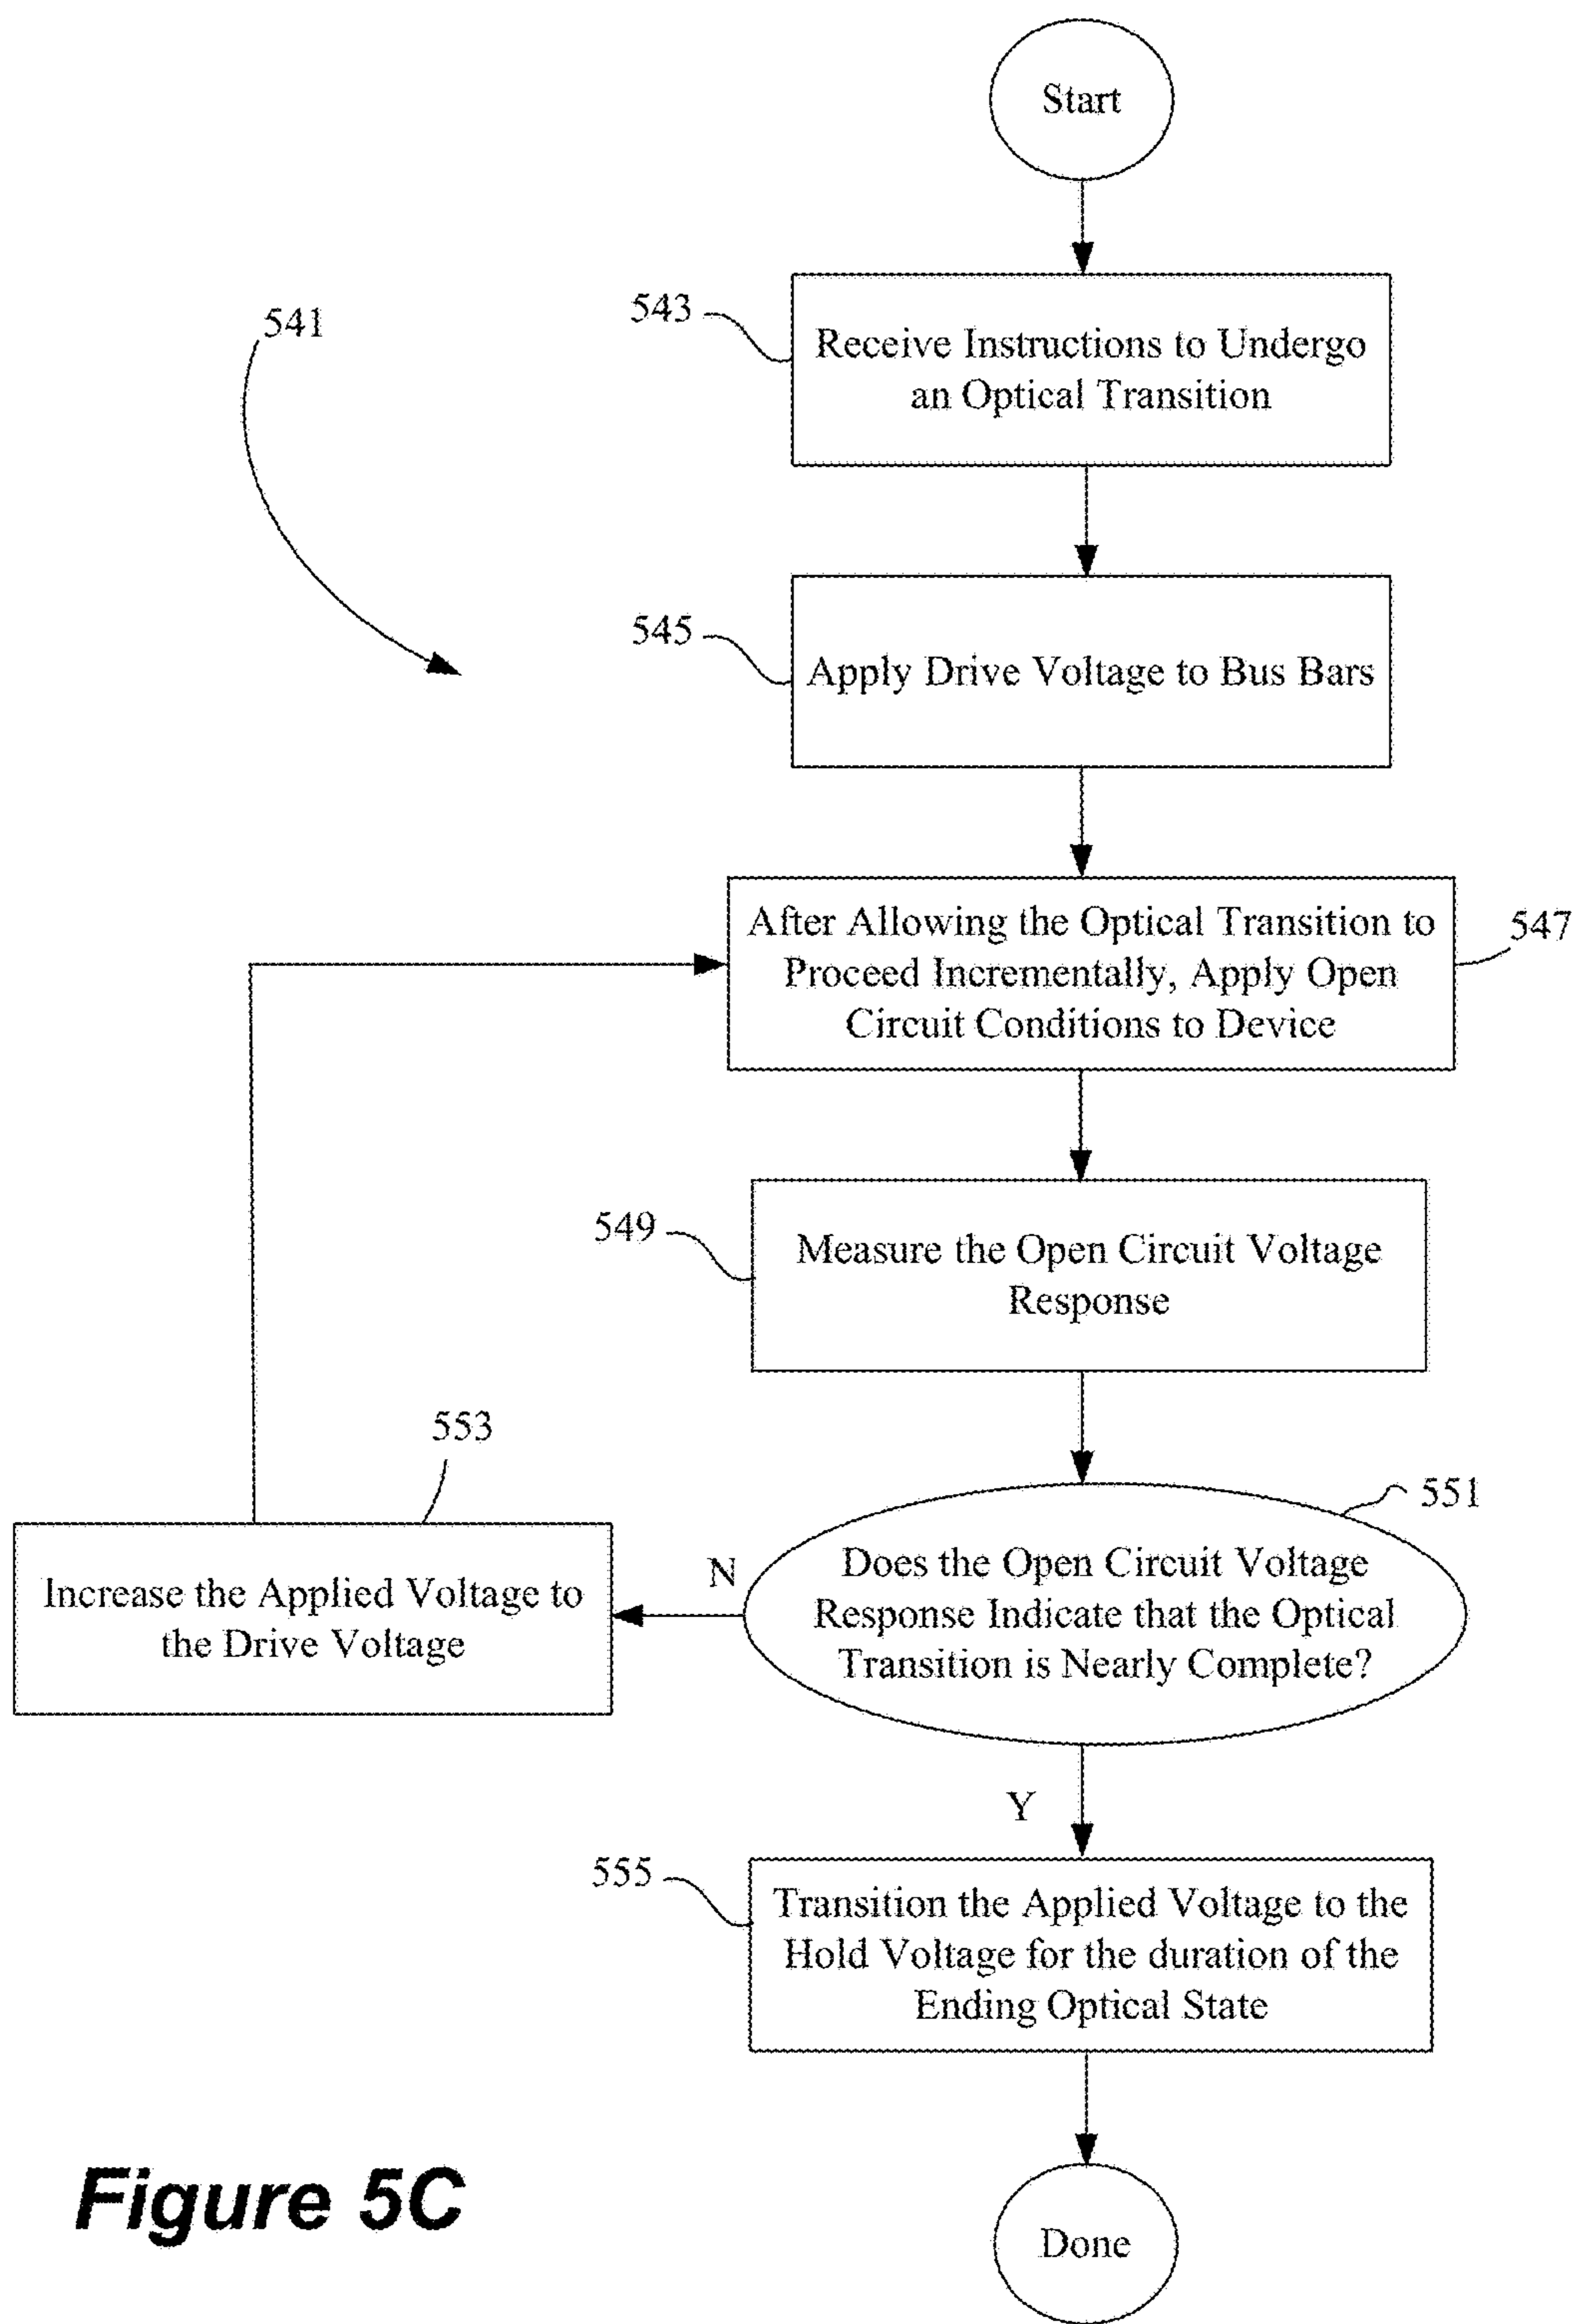 Start
543
Receive Instructions to Undergo
an Optical Transition
541
545
Apply Drive Voltage to Bus Bars
After Allowing the Optical Transition to
Proceed Incrementally, Apply Open
Circuit Conditions to Device
547
549
Measure the Open Circuit Voltage
Response
553
551
Increase the Applied Voltage to
the Drive Voltage
N
Does the Open Circuit Voltage
Response Indicate that the Optical
Transition is Nearly Complete?
Y
555
Transition the Applied Voltage to the
Hold Voltage for the duration of the
Ending Optical State
Figure 5C
Done